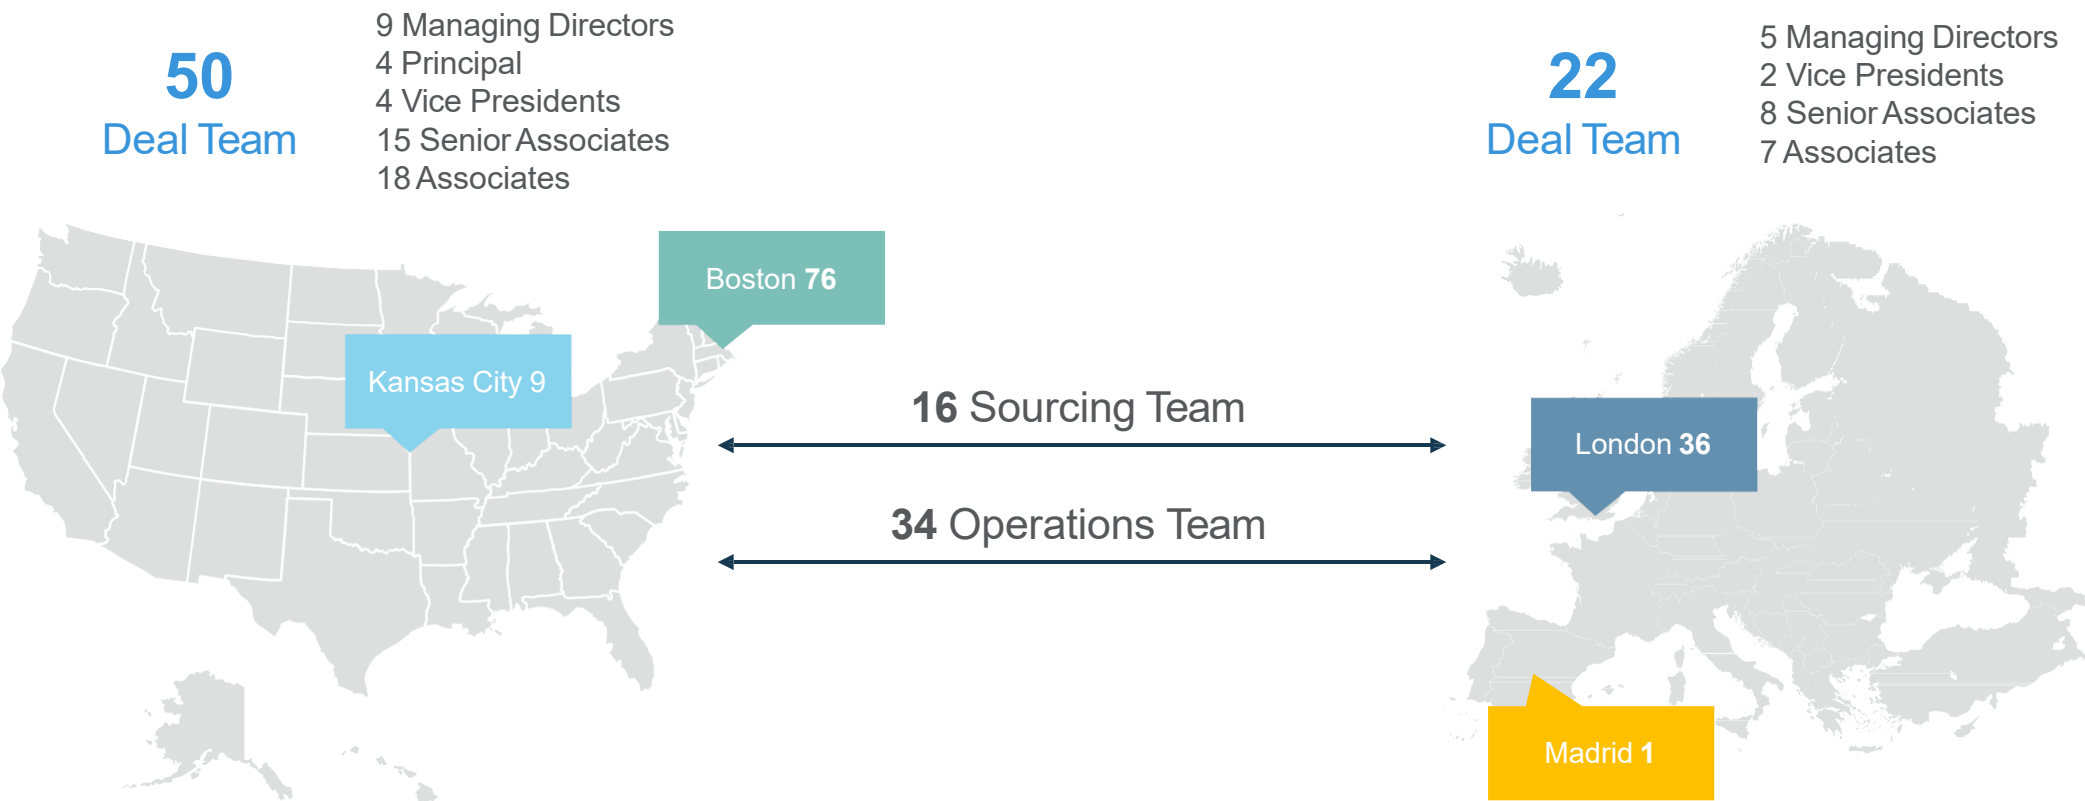 50
Deal Team
9 Managing Directors
4 Principal
4 Vice Presidents
15 Senior Associates
18 Associates
22
Deal Team
5 Managing Directors
2 Vice Presidents
8 Senior Associates
7 Associates
Boston 76
Kansas City 9
16 Sourcing Team
London 36
34 Operations Team
Madrid 1